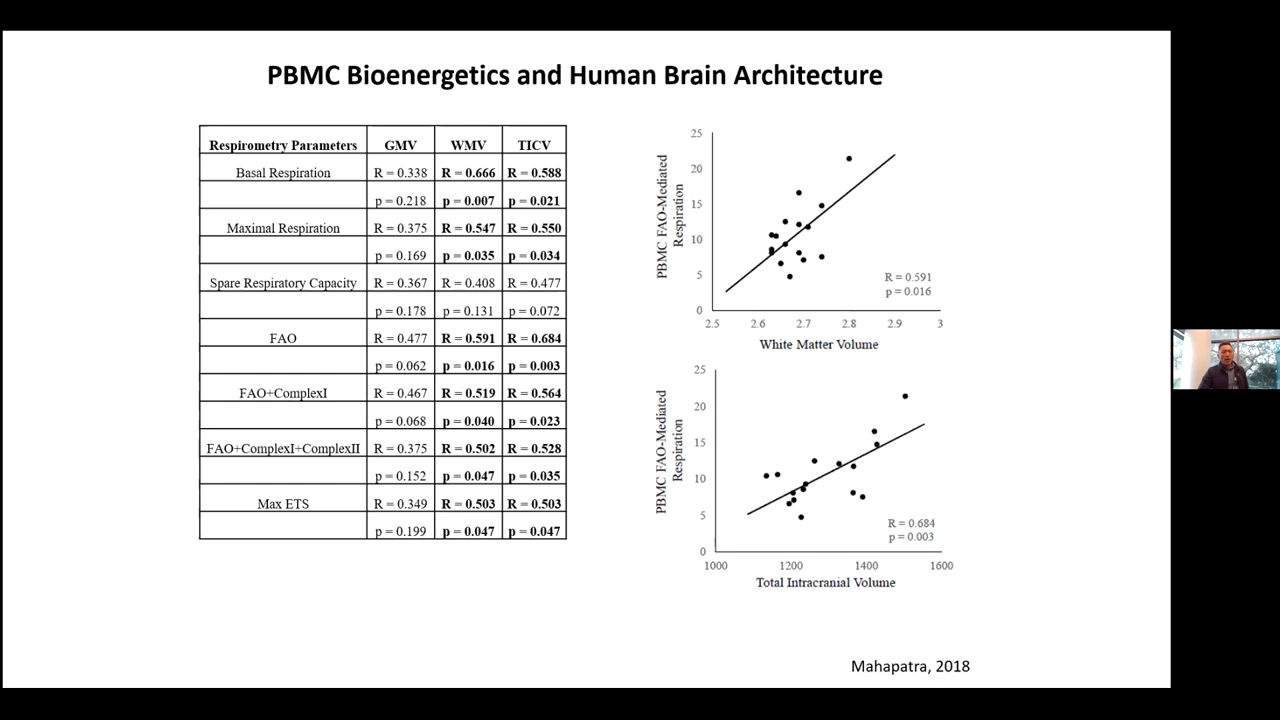 PBMC Bioenergetics and Human Brain Architecture
Respirometry Parameters GMV WMV TICV
Basal Respiration R = 0.338 R = 0.666 R = 0.588
p = 0.218 p = 0.007 p = 0.021
Maximal Respiration R = 0.375 R = 0.547 R = 0.550
p = 0.169 p = 0.035 p = 0.034
Spare Respiratory Capacity R = 0.367 R = 0.408 R = 0.477
p = 0.178 p = 0.131 p = 0.072
FAO R = 0.477 R = 0.591 R = 0.684
p = 0.062 p = 0.016 p = 0.003
FAO+ComplexI R = 0.467 R = 0.519 R = 0.564
p = 0.068 p = 0.040 p = 0.023
FAO+ComplexI+ComplexII R = 0.375 R = 0.502 R = 0.528
p = 0.152 p = 0.047 p = 0.035
Max ETS R = 0.349 R = 0.503 R = 0.503
p = 0.199 p = 0.047 p = 0.047
PBMC FAO-Mediated
Respiration
25
20
15
10
5
0
R = 0.591
p = 0.016
2.5 2.6 2.7 2.8 2.9 3
White Matter Volume
PBMC FAO-Mediated
Respiration
25
20
15
10
5
0
R = 0.684
p = 0.003
1000 1200 1400 1600
Total Intracranial Volume
Mahapatra, 2018